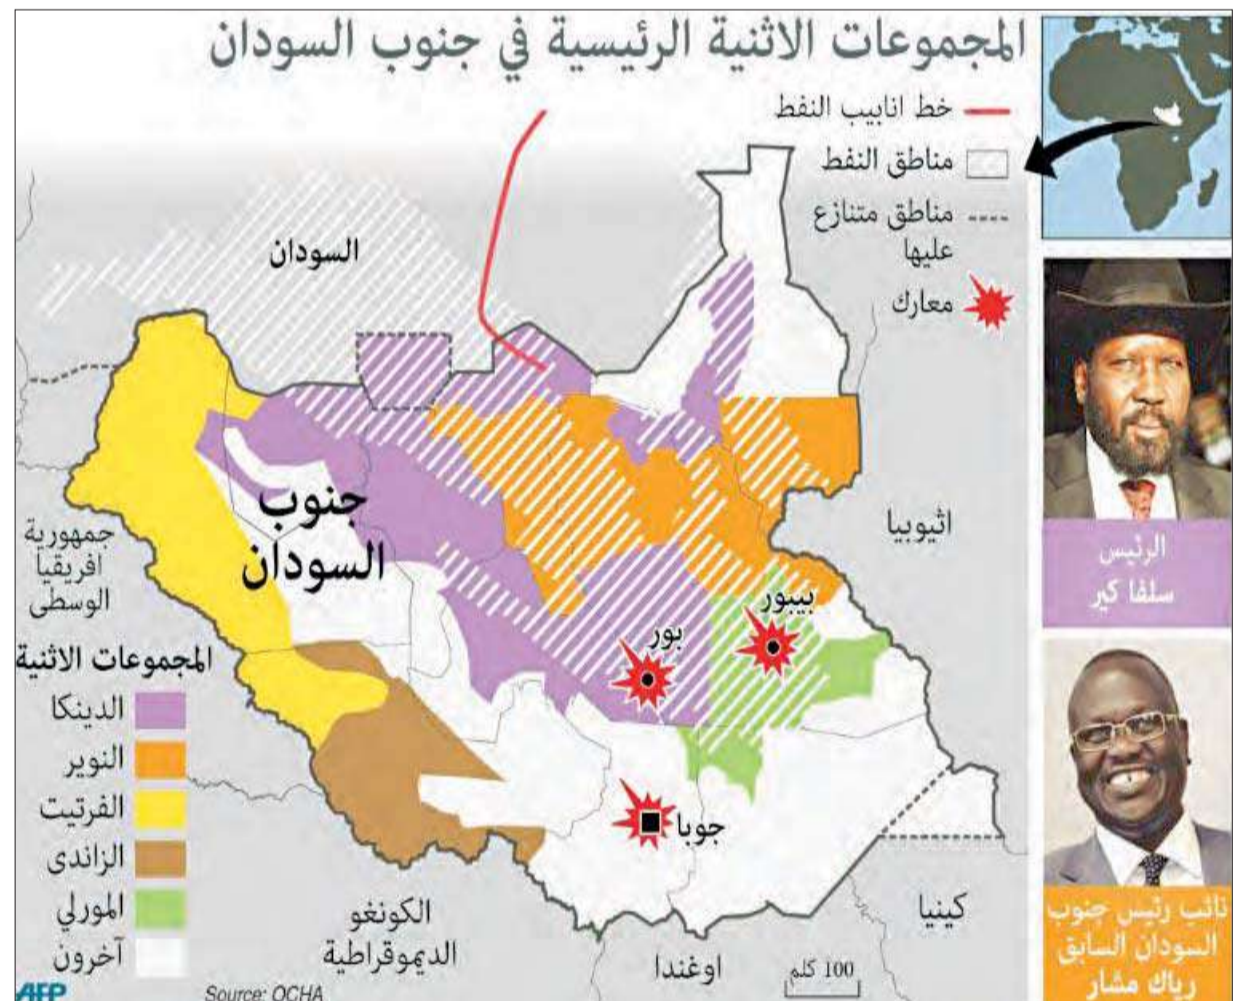 المجموعات الاثنية الرئيسية في جنوب السودان
خط انابيب النفط
مناطق النفط
مناطق متنازع
عليها
معارك
السودان
جنوب
السودان
جمهورية
افريقيا
الوسطى
اثيوبيا
بيبور
بور
جوبا
كينيا
اوغندا
الكونغو
الديموقراطية
100 كلم
المجموعات الاثنية
الدينكا
النوير
الفرتيت
الزاندى
المورلي
آخرون
الرئيس
سلفا كير
نائب رئيس جنوب
السودان السابق
رياك مشار
AFP
Source: OCHA